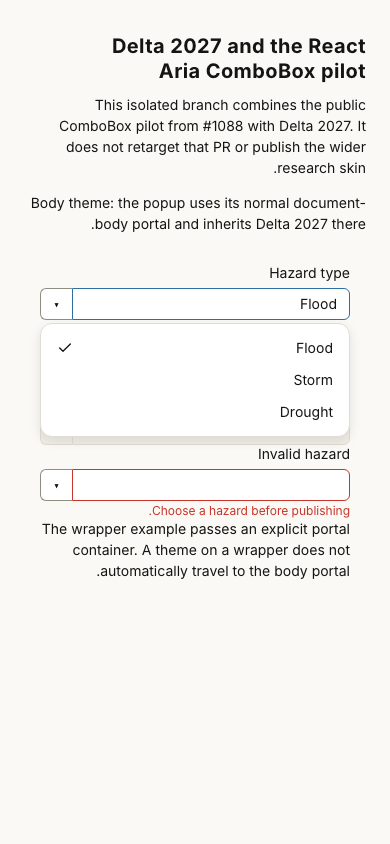 Delta 2027 and the React
Aria ComboBox pilot
This isolated branch combines the public
ComboBox pilot from #1088 with Delta 2027. It
does not retarget that PR or publish the wider
.research skin
Body theme: the popup uses its normal document-
.body portal and inherits Delta 2027 there
Hazard type
Flood
Flood
Storm
Drought
Invalid hazard
.Choose a hazard before publishing
The wrapper example passes an explicit portal
container. A theme on a wrapper does not
.automatically travel to the body portal